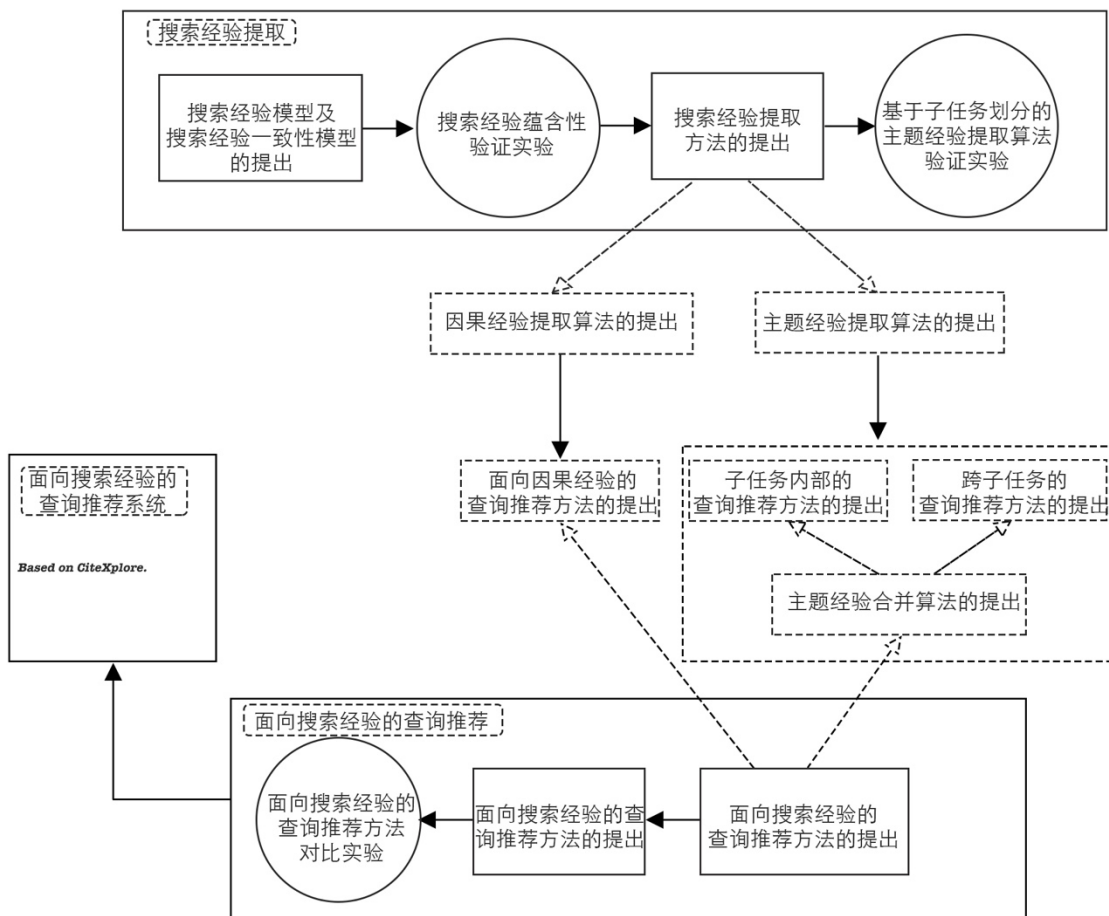 搜索经验提取
搜索经验模型及
搜索经验一致性模型
的提出
搜索经验蕴含性
验证实验
搜索经验提取
方法的提出
基于子任务划分的
主题经验提取算法
验证实验
因果经验提取算法的提出
主题经验提取算法的提出
面向搜索经验的
查询推荐系统
Based on CiteXplore.
面向因果经验的
查询推荐方法的提出
子任务内部的
查询推荐方法的提出
跨子任务的
查询推荐方法的提出
主题经验合并算法的提出
面向搜索经验的查询推荐
面向搜索经验的
查询推荐方法
对比实验
面向搜索经验的查
询推荐方法的提出
面向搜索经验的
查询推荐方法的提出